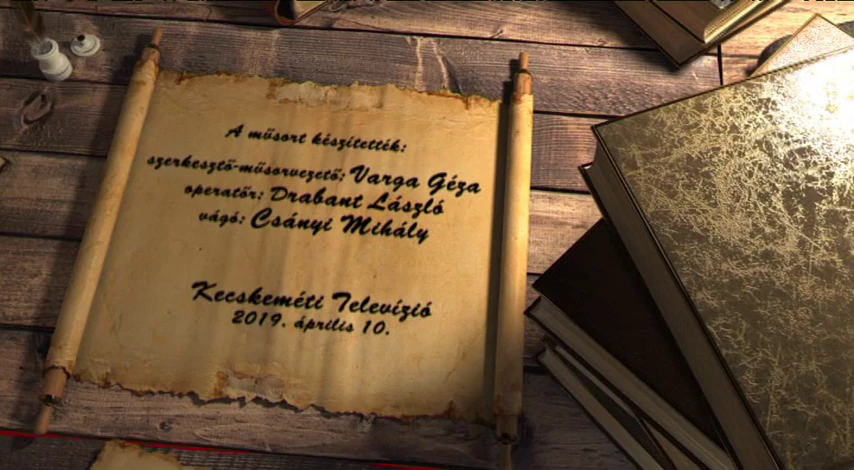 A műsort készítették:
szerkesztő-műsorvezető: Varga Géza
operatőr: Drabant László
vágó: Csányi Mihály
Kecskeméti Televízió
2019. április 10.